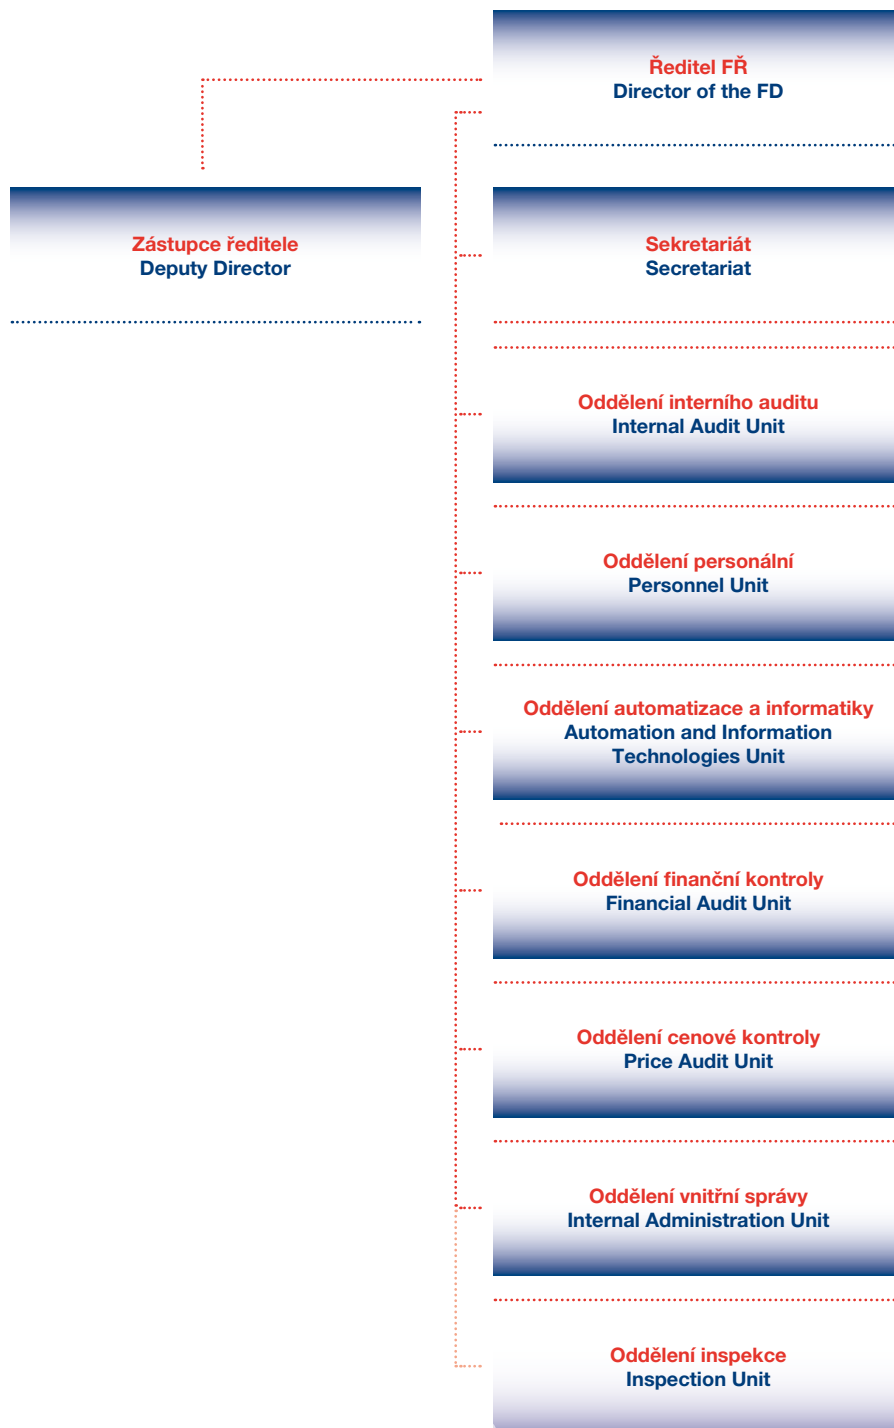 Ředitel FŘ
Director of the FD
Zástupce ředitele
Deputy Director
Sekretariát
Secretariat
Oddělení interního auditu
Internal Audit Unit
Oddělení personální
Personnel Unit
Oddělení automatizace a informatiky
Automation and Information
Technologies Unit
Oddělení finanční kontroly
Financial Audit Unit
Oddělení cenové kontroly
Price Audit Unit
Oddělení vnitřní správy
Internal Administration Unit
Oddělení inspekce
Inspection Unit